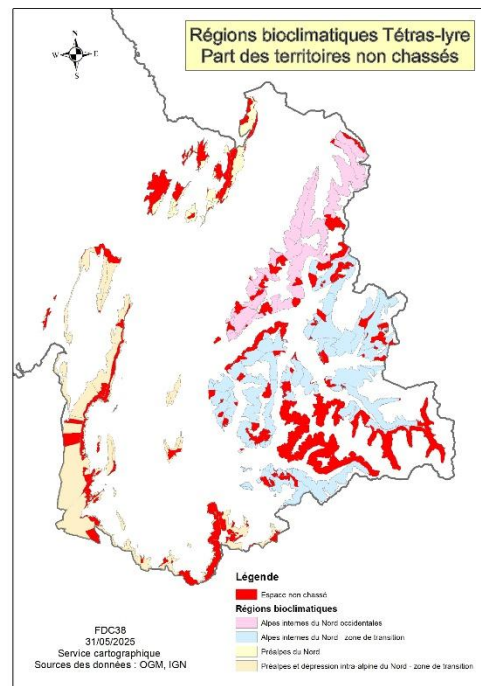 Régions bioclimatiques Tétras-lyre
Part des territoires non chassés
N
W E
S
Légende
Espace non chassé
Régions bioclimatiques
Alpes internes du Nord occidentales
Alpes internes du Nord - zone de transition
Préalpes du Nord
Préalpes et dépression intra-alpine du Nord - zone de transition
FDC38
31/05/2025
Service cartographique
Sources des données : OGM, IGN